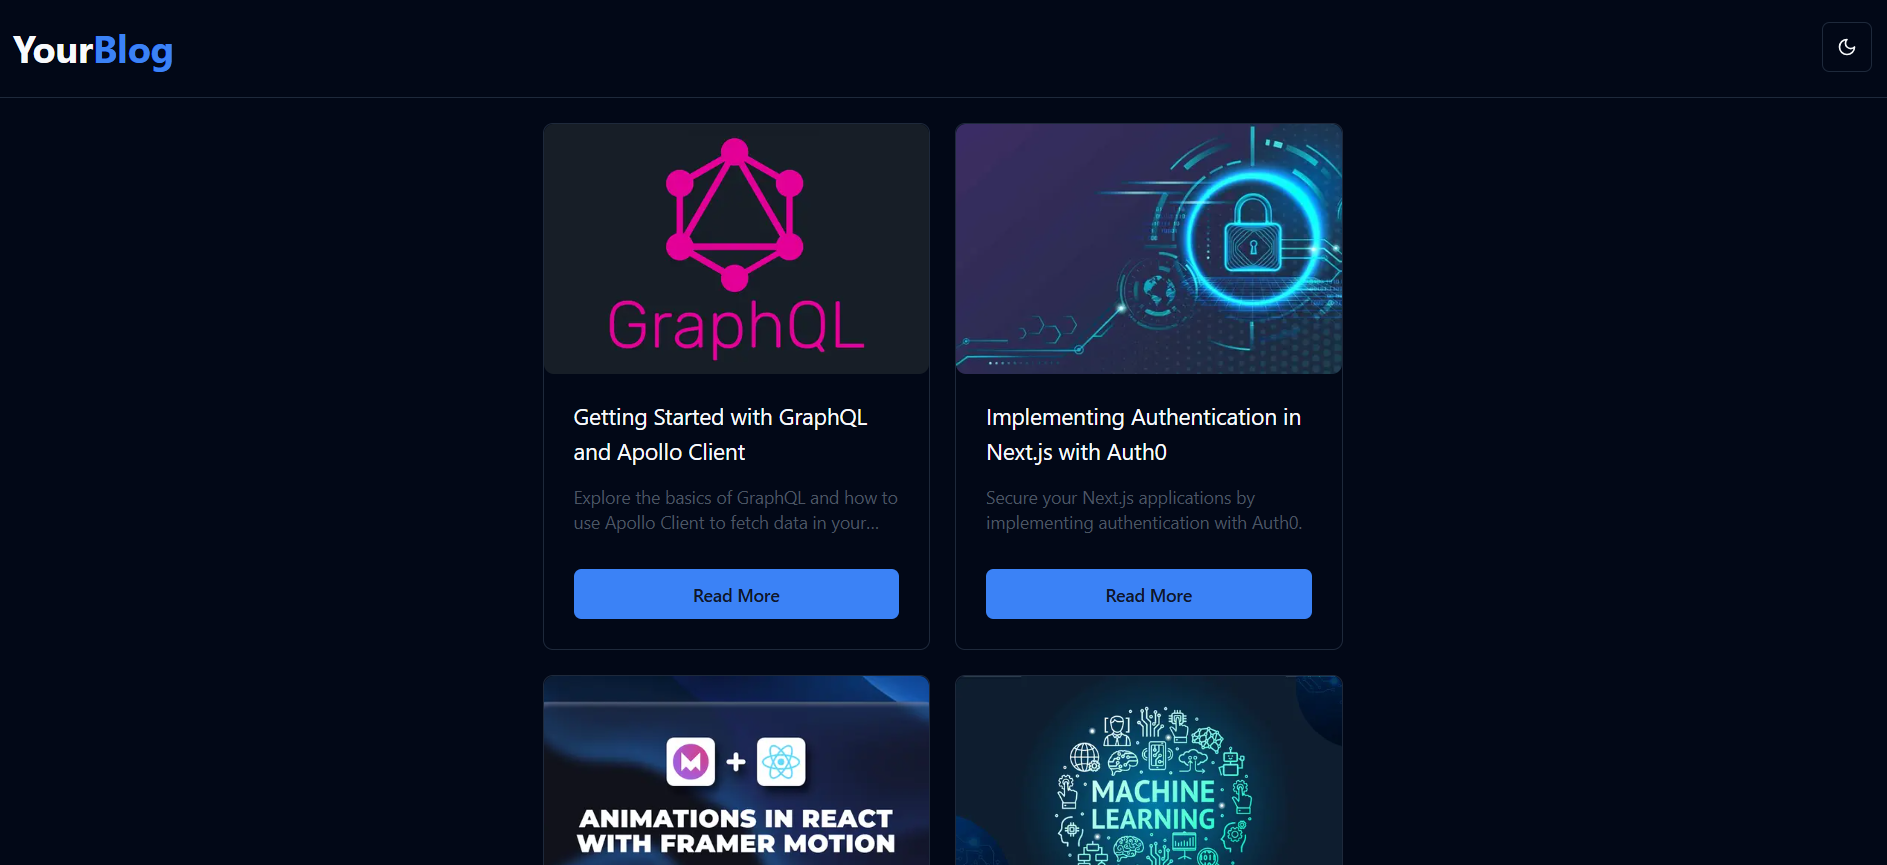 YourBlog
GraphQL
Getting Started with GraphQL
and Apollo Client
Explore the basics of GraphQL and how to
use Apollo Client to fetch data in your...
Read More
Implementing Authentication in
Next.js with Auth0
Secure your Next.js applications by
implementing authentication with Auth0.
Read More
ANIMATIONS IN REACT
WITH FRAMER MOTION
MACHINE
LEARNING